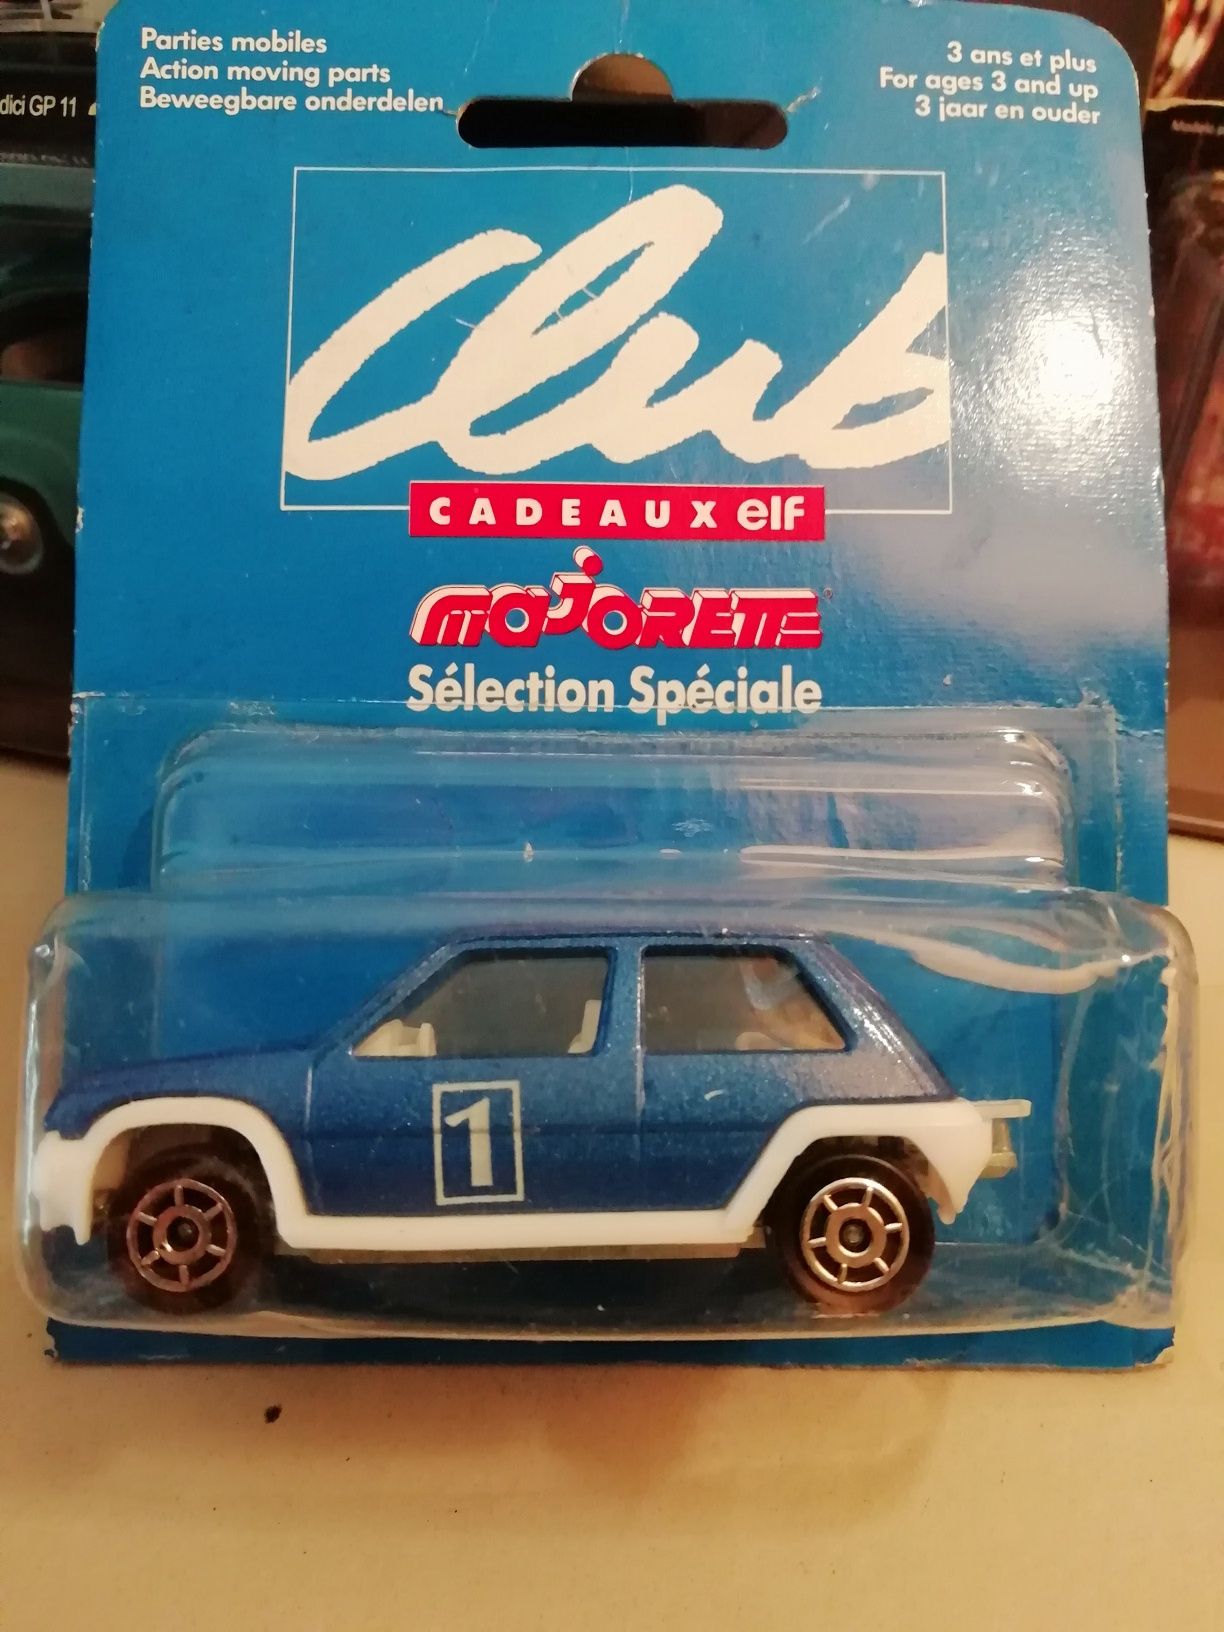 Parties mobiles
Action moving parts
Beweegbare onderdelen
3 ans et plus
For ages 3 and up
3 jaar en ouder
dici GP 11
Club
CADEAUX elf
majorette
Sélection Spéciale
1